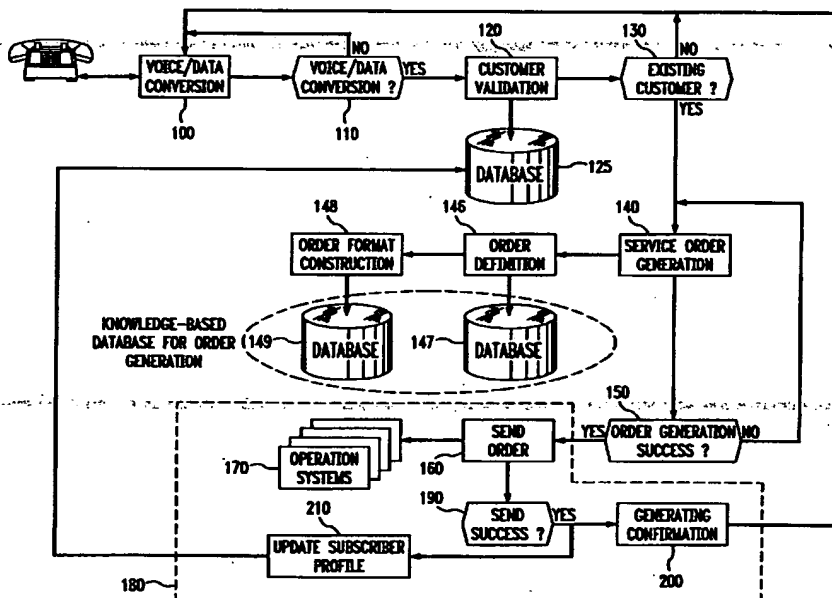 120
130
NO
NO
VOICE/DATA
CONVERSION
VOICE/DATA
CONVERSION ?
YES
CUSTOMER
VALIDATION
EXISTING
CUSTOMER ?
100
110
YES
DATABASE
125
148
146
140
ORDER FORMAT
CONSTRUCTION
ORDER
DEFINITION
SERVICE ORDER
GENERATION
KNOWLEDGE-BASED
DATABASE FOR ORDER
GENERATION
149
DATABASE
147
DATABASE
150
YES
ORDER GENERATION
SUCCESS ?
NO
SEND
ORDER
160
170
OPERATION
SYSTEMS
190
210
SEND
SUCCESS ?
YES
GENERATING
CONFIRMATION
UPDATE SUBSCRIBER
PROFILE
180
200